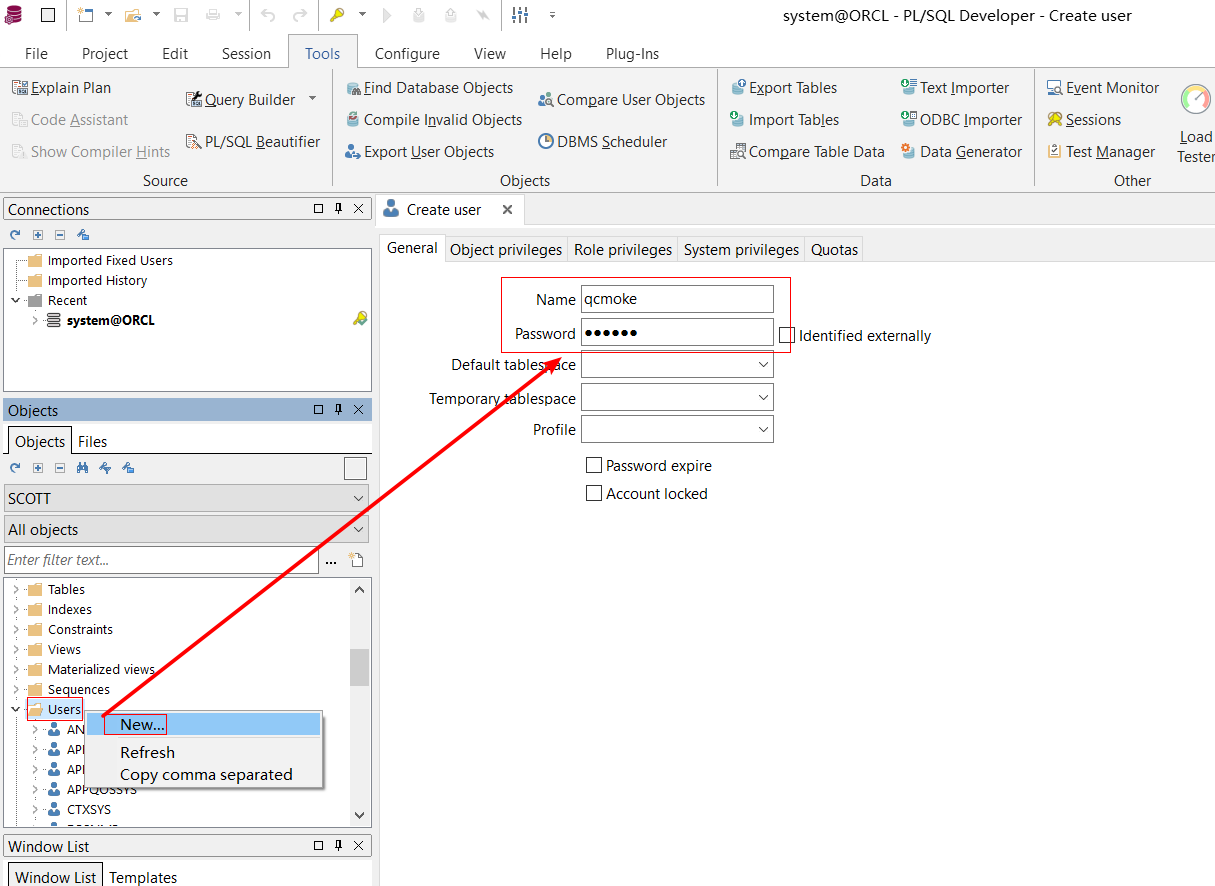 system@ORCL - PL/SQL Developer - Create user
File Project Edit Session Tools Configure View Help Plug-Ins
Explain Plan
Code Assistant
Show Compiler Hints
Query Builder
PL/SQL Beautifier
Source
Find Database Objects
Compile Invalid Objects
Export User Objects
Compare User Objects
DBMS Scheduler
Objects
Export Tables
Import Tables
Compare Table Data
Text Importer
ODBC Importer
Data Generator
Data
Event Monitor
Sessions
Test Manager
Other
Load
Tester
Connections
Imported Fixed Users
Imported History
Recent
system@ORCL
Objects
Objects Files
SCOTT
All objects
Enter filter text...
...
Tables
Indexes
Constraints
Views
Materialized views
Sequences
Users
AN
API
API
APPQOSSYS
CTXSYS
New...
Refresh
Copy comma separated
Window List
Window List Templates
Create user
General Object privileges Role privileges System privileges Quotas
Name qcmoke
Password ●●●●●●
Identified externally
Default tablespace
Temporary tablespace
Profile
Password expire
Account locked